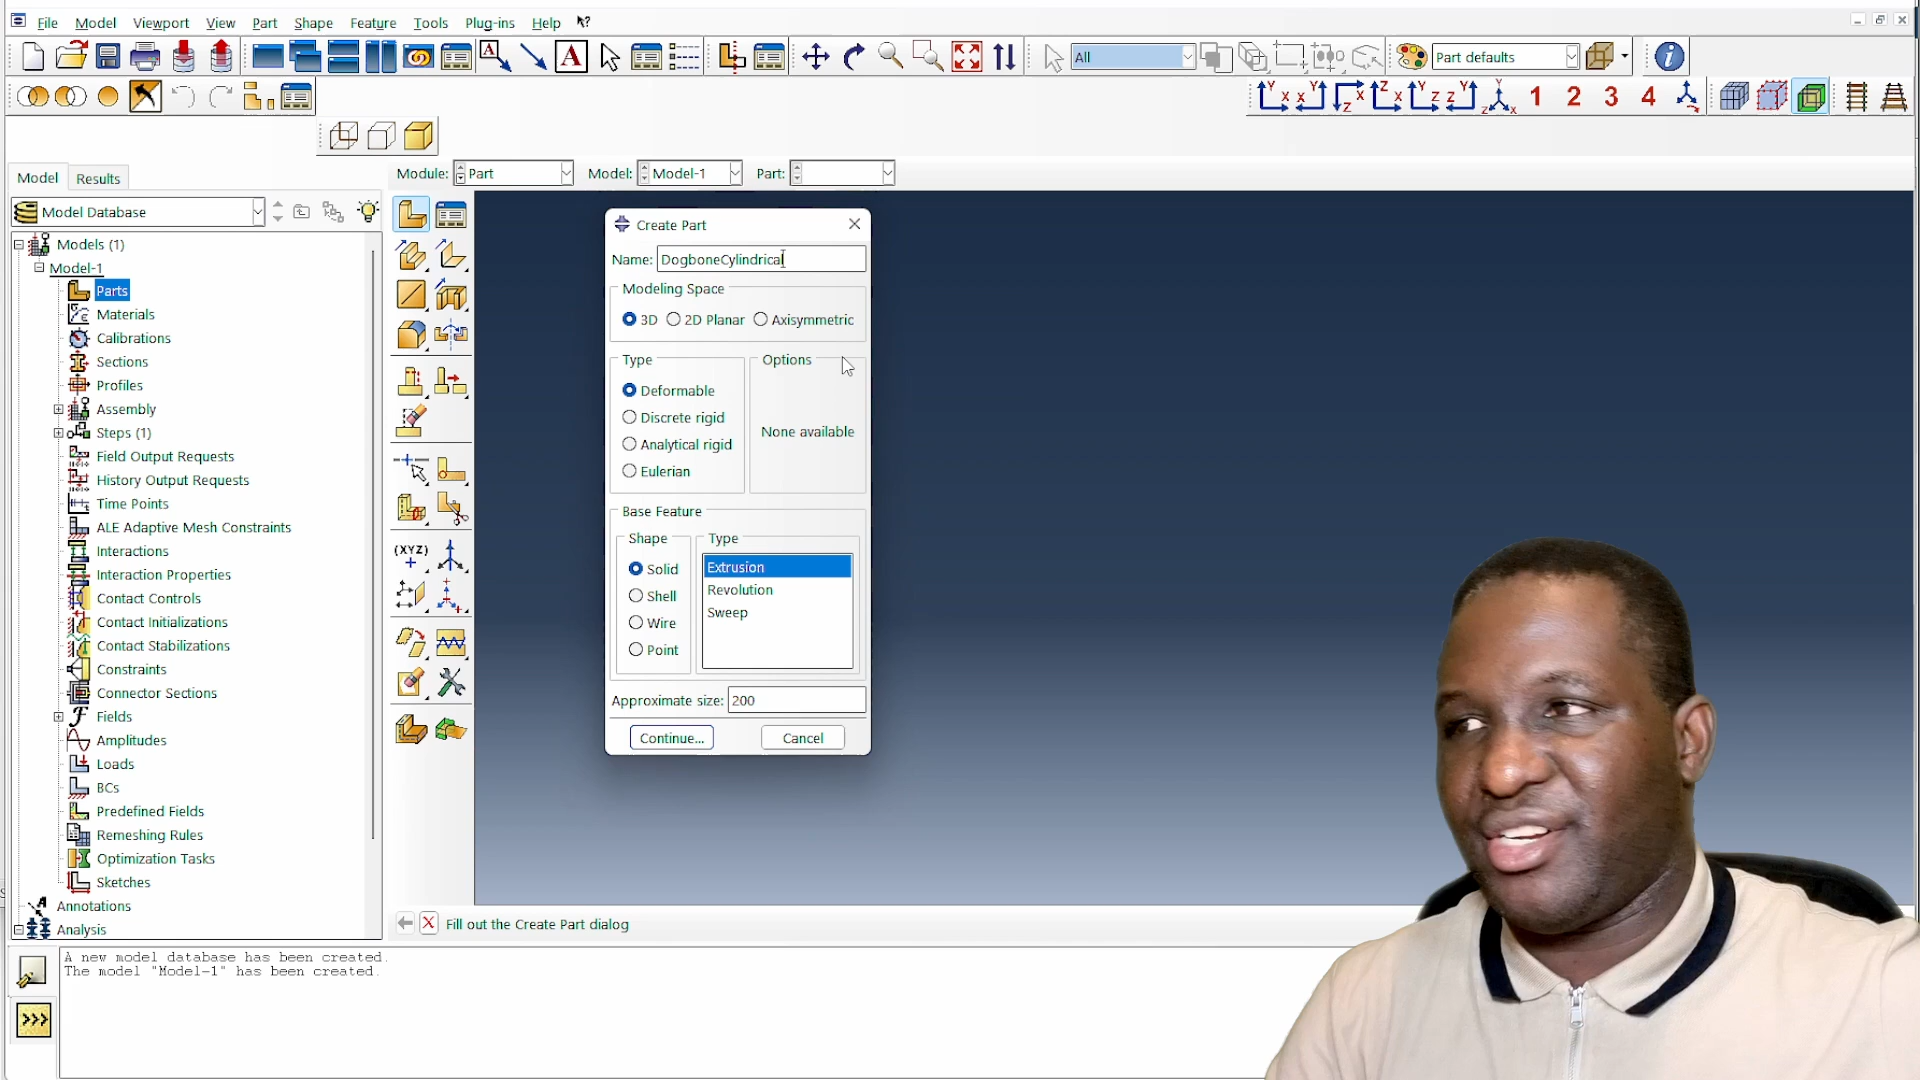 File Model Viewport View Part Shape Feature Tools Plug-ins Help
A A All Part defaults
1 2 3 4
Model Results
Module: Part Model: Model-1 Part:
Model Database
Models (1)
Model-1
Parts
Materials
Calibrations
Sections
Profiles
Assembly
Steps (1)
Field Output Requests
History Output Requests
Time Points
ALE Adaptive Mesh Constraints
Interactions
Interaction Properties
Contact Controls
Contact Initializations
Contact Stabilizations
Constraints
Connector Sections
Fields
Amplitudes
Loads
BCs
Predefined Fields
Remeshing Rules
Optimization Tasks
Sketches
Annotations
Analysis
(XYZ)
Create Part
Name: DogboneCylindrical
Modeling Space
3D 2D Planar Axisymmetric
Type
Deformable
Discrete rigid
Analytical rigid
Eulerian
Options
None available
Base Feature
Shape
Solid
Shell
Wire
Point
Type
Extrusion
Revolution
Sweep
Approximate size: 200
Continue... Cancel
Fill out the Create Part dialog
A new model database has been created.
The model "Model-1" has been created.
>>>